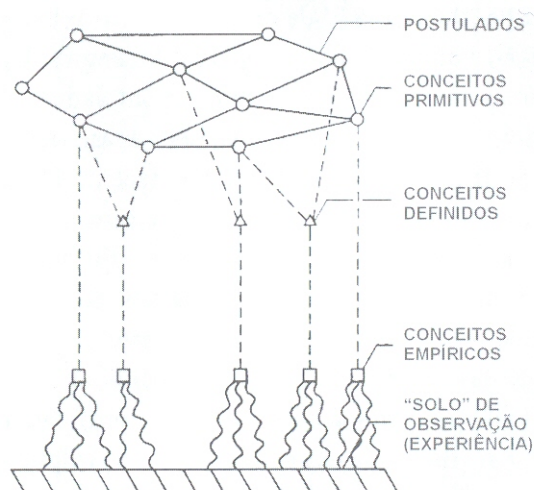 POSTULADOS
CONCEITOS
PRIMITIVOS
CONCEITOS
DEFINIDOS
CONCEITOS
EMPÍRICOS
"SOLO" DE
OBSERVAÇÃO
(EXPERIÊNCIA)